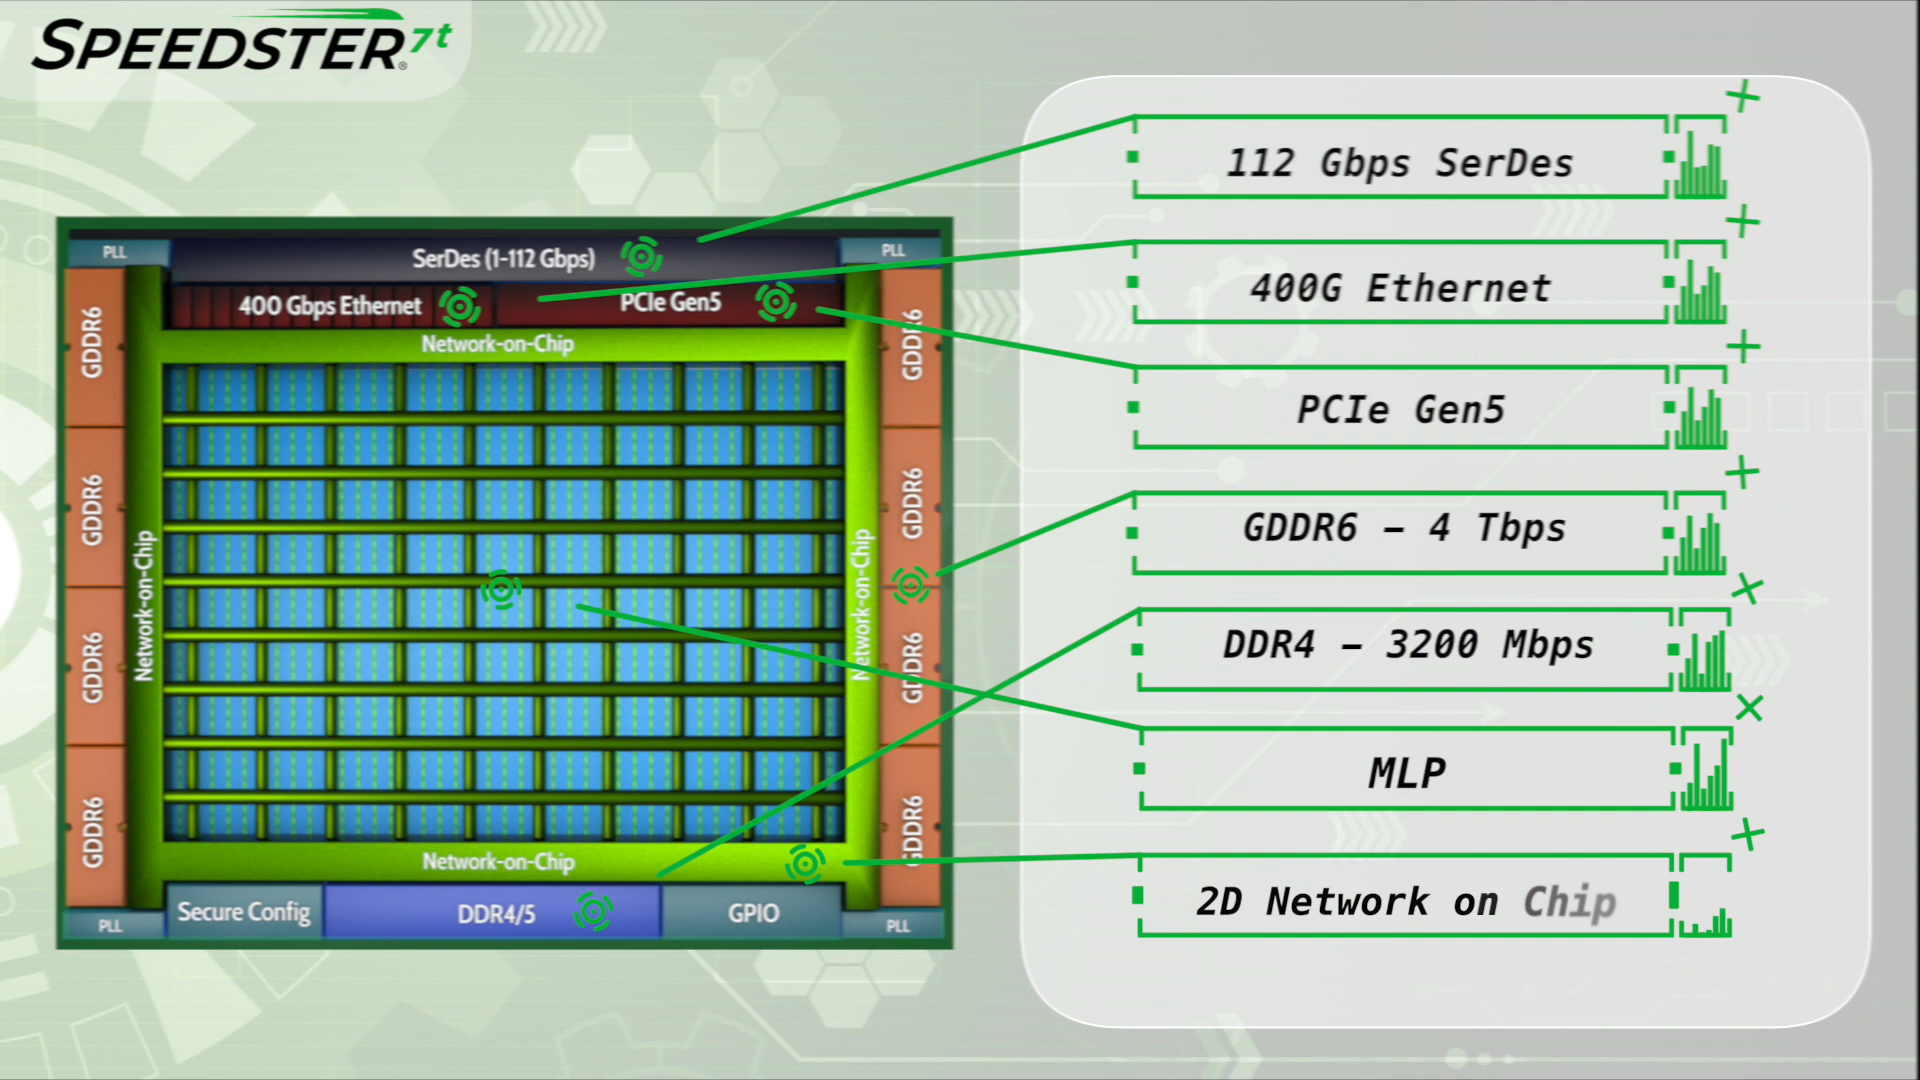 SPEEDSTER®7t
PLL
SerDes (1-112 Gbps)
PLL
400 Gbps Ethernet
PCIe Gen5
Network-on-Chip
GDDR6
GDDR6
GDDR6
GDDR6
Network-on-Chip
Network-on-Chip
GDDR6
GDDR6
GDDR6
GDDR6
Network-on-Chip
Secure Config
DDR4/5
GPIO
PLL
PLL
112 Gbps SerDes
400G Ethernet
PCIe Gen5
GDDR6 – 4 Tbps
DDR4 – 3200 Mbps
MLP
2D Network on Chip